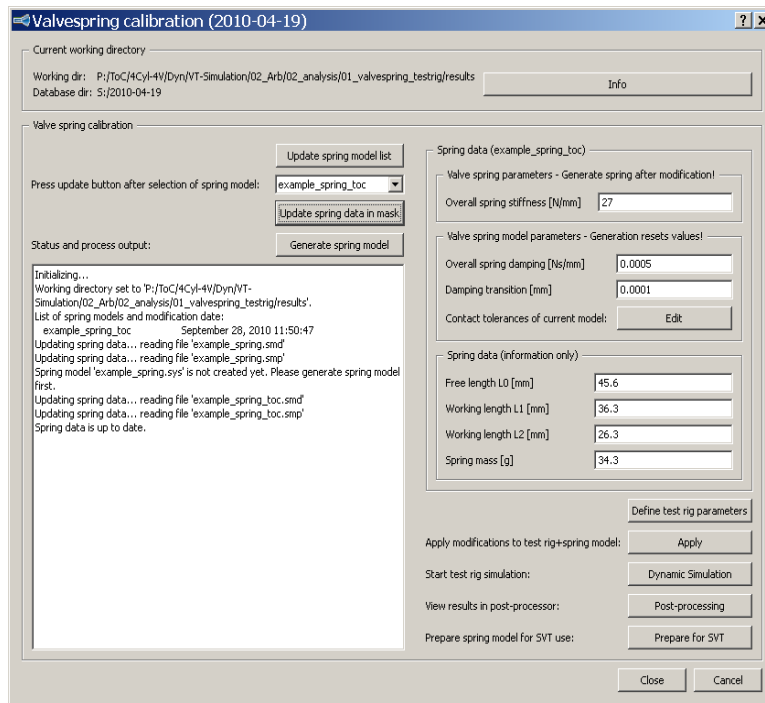 Valvespring calibration (2010-04-19)
Current working directory
Working dir: P:/ToC/4Cyl-4V/Dyn/VT-Simulation/02_Arb/02_analysis/01_valvespring_testrig/results
Database dir: S:/2010-04-19
Info
Valve spring calibration
Update spring model list
Press update button after selection of spring model:
example_spring_toc
Update spring data in mask
Status and process output:
Generate spring model
Initializing...
Working directory set to 'P:/ToC/4Cyl-4V/Dyn/VT-
Simulation/02_Arb/02_analysis/01_valvespring_testrig/results'.
List of spring models and modification date:
example_spring_toc September 28, 2010 11:50:47
Updating spring data... reading file 'example_spring.smd'
Updating spring data... reading file 'example_spring.smp'
Spring model 'example_spring.sys' is not created yet. Please generate spring model
first.
Updating spring data... reading file 'example_spring_toc.smd'
Updating spring data... reading file 'example_spring_toc.smp'
Spring data is up to date.
Spring data (example_spring_toc)
Valve spring parameters - Generate spring after modification!
Overall spring stiffness [N/mm] 27
Valve spring model parameters - Generation resets values!
Overall spring damping [Ns/mm] 0.0005
Damping transition [mm] 0.0001
Contact tolerances of current model: Edit
Spring data (information only)
Free length L0 [mm] 45.6
Working length L1 [mm] 36.3
Working length L2 [mm] 26.3
Spring mass [g] 34.3
Define test rig parameters
Apply modifications to test rig+spring model: Apply
Start test rig simulation: Dynamic Simulation
View results in post-processor: Post-processing
Prepare spring model for SVT use: Prepare for SVT
Close
Cancel